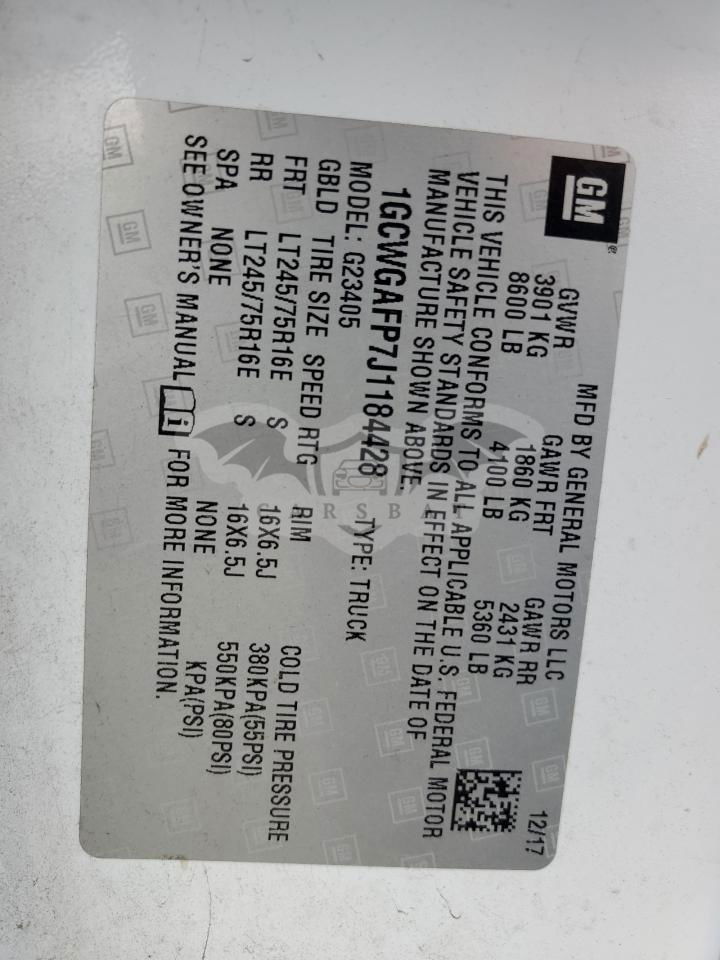 GM
MFD BY GENERAL MOTORS LLC 12/17
GVWR GAWR FRT GAWR RR
3901 KG 1860 KG 2431 KG
8600 LB 4100 LB 5360 LB
THIS VEHICLE CONFORMS TO ALL APPLICABLE U.S. FEDERAL MOTOR
VEHICLE SAFETY STANDARDS IN EFFECT ON THE DATE OF
MANUFACTURE SHOWN ABOVE.
1GCWGAFP7J1184428 TYPE: TRUCK
MODEL: G23405
GBLD TIRE SIZE SPEED RTG RIM COLD TIRE PRESSURE
FRT LT245/75R16E S 16X6.5J 380KPA(55PSI)
RR LT245/75R16E S 16X6.5J 550KPA(80PSI)
SPA NONE NONE KPA(PSI)
SEE OWNER'S MANUAL i FOR MORE INFORMATION.
CARSBAT